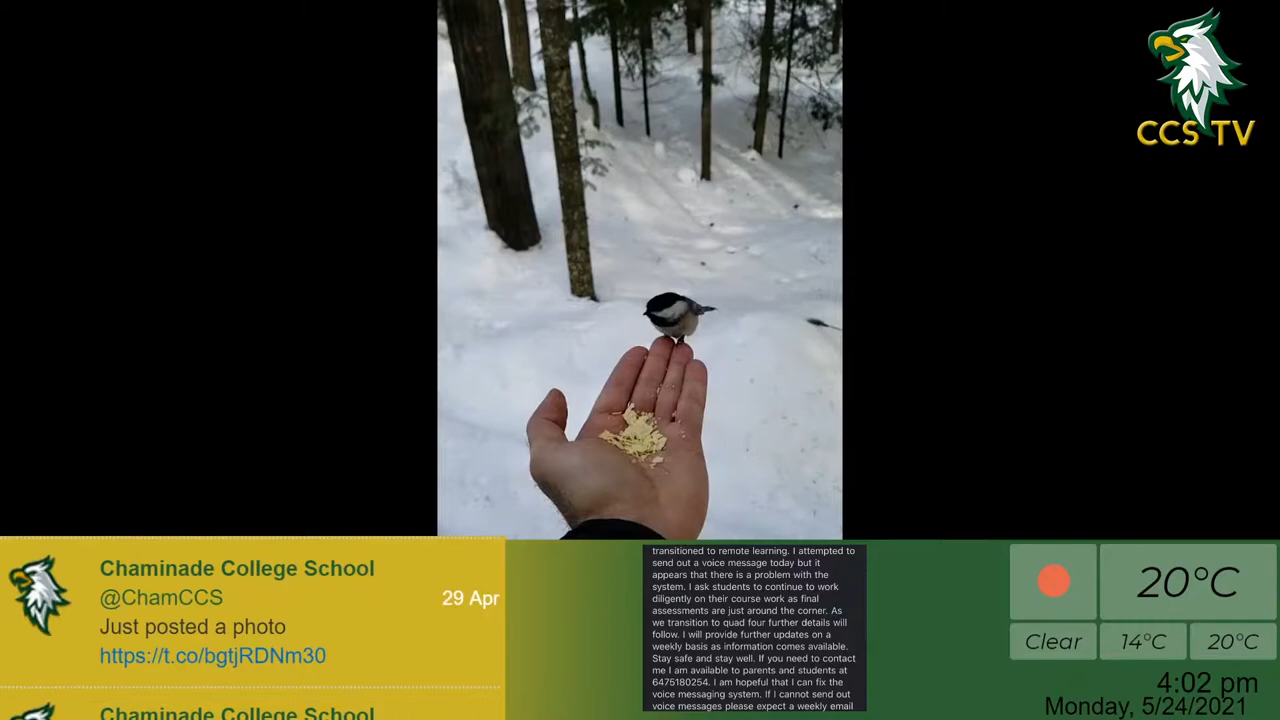 CCS TV
Chaminade College School
@ChamCCS
29 Apr
Just posted a photo
https://t.co/bgtjRDNm30
Chaminade College School
transitioned to remote learning. I attempted to
send out a voice message today but it
appears that there is a problem with the
system. I ask students to continue to work
diligently on their course work as final
assessments are just around the corner. As
we transition to quad four further details will
follow. I will provide further updates on a
weekly basis as information comes available.
Stay safe and stay well. If you need to contact
me I am available to parents and students at
6475180254. I am hopeful that I can fix the
voice messaging system. If I cannot send out
voice messages please expect a weekly email
20°C
Clear
14°C
20°C
4:02 pm
Monday, 5/24/2021